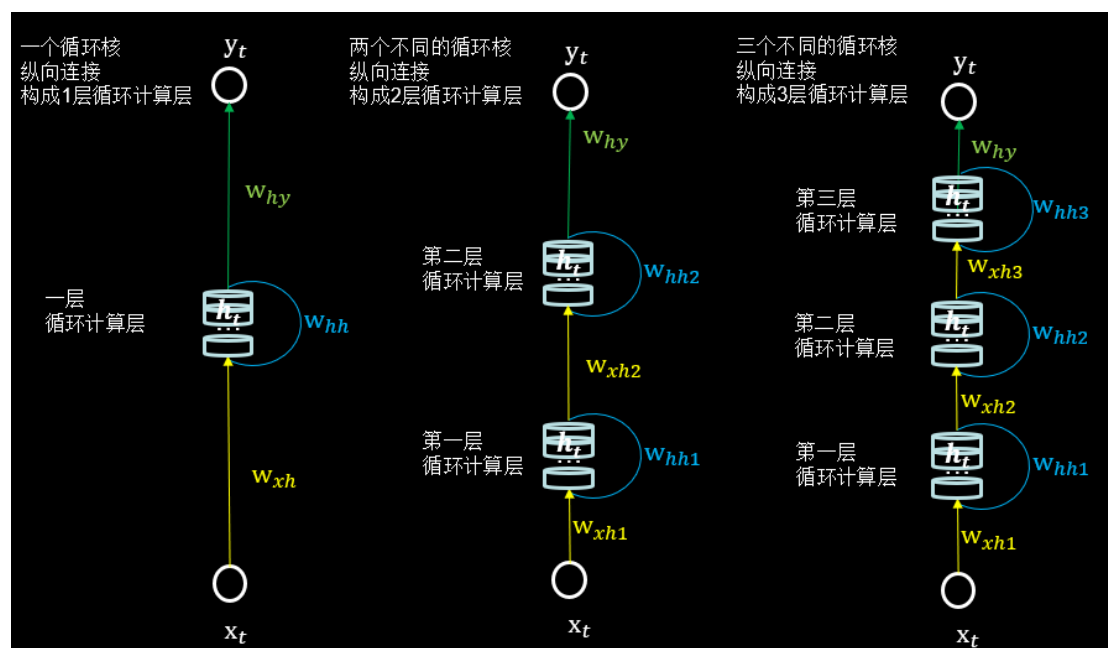 一个循环核
纵向连接
构成1层循环计算层
y_t
w_hy
一层
循环计算层
h_t
...
w_hh
w_xh
x_t
两个不同的循环核
纵向连接
构成2层循环计算层
y_t
w_hy
第二层
循环计算层
h_t
...
w_hh2
w_xh2
第一层
循环计算层
h_t
...
w_hh1
w_xh1
x_t
三个不同的循环核
纵向连接
构成3层循环计算层
y_t
w_hy
第三层
循环计算层
h_t
...
w_hh3
w_xh3
第二层
循环计算层
h_t
...
w_hh2
w_xh2
第一层
循环计算层
h_t
...
w_hh1
w_xh1
x_t